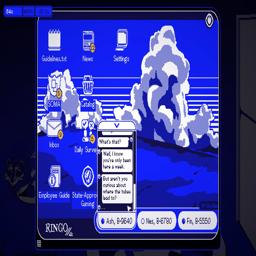 Guidelines.txt
News
Settings
SOMA
Catalog
Inbox
Daily Survey
Employee Guide
State-Approved
Gaming
What's that?
Well, I know
you've only been
here a week.
But aren't you
curious about
where the tubes
lead to?
RINGO
Ash, 8-9640
Nes, 8-6780
Fin, 8-5550